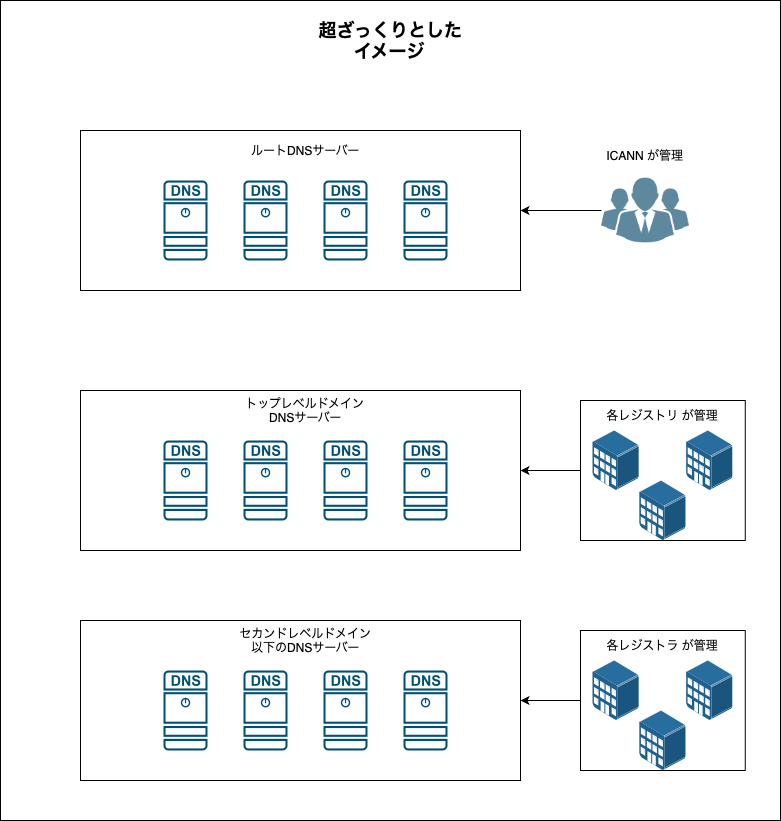 超ざっくりとした
イメージ
ルートDNSサーバー
ICANN が管理
DNS DNS DNS DNS
トップレベルドメイン
DNSサーバー
各レジストリ が管理
DNS DNS DNS DNS
セカンドレベルドメイン
以下のDNSサーバー
各レジストラ が管理
DNS DNS DNS DNS